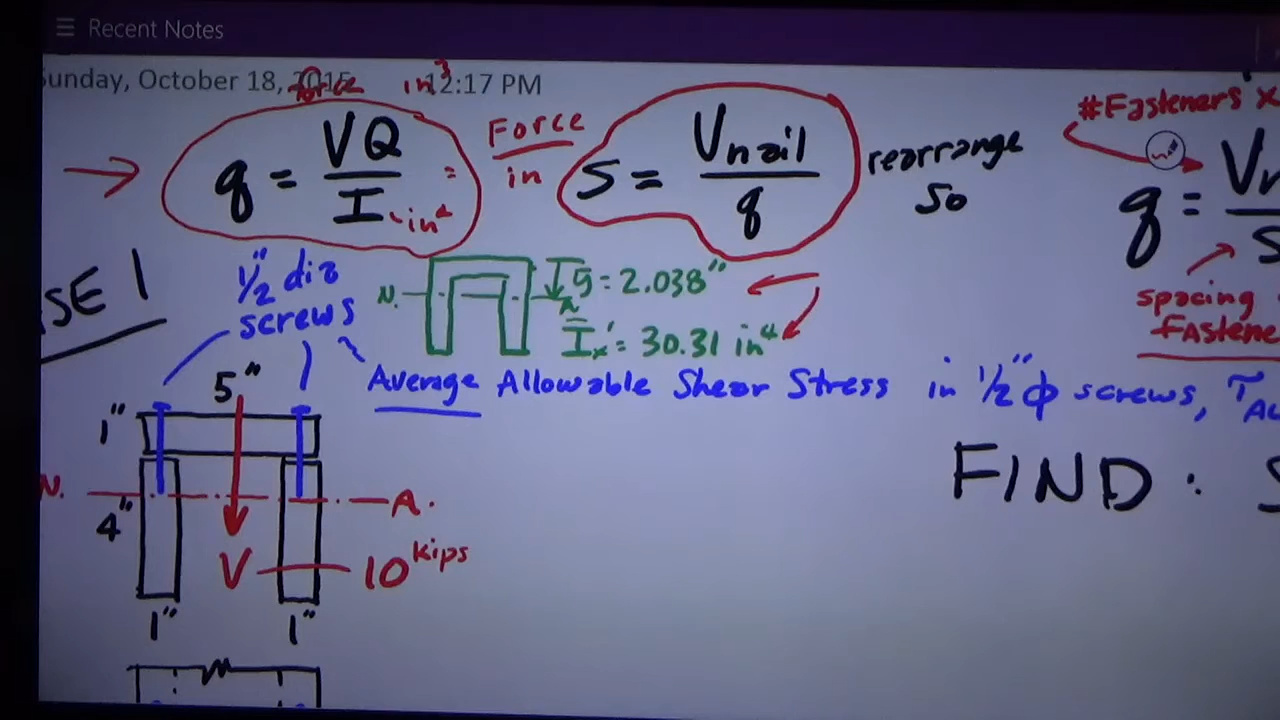 Recent Notes
Sunday, October 18, 2015 12:17 PM
Force in³
q = VQ / I = Force / in
in⁴
S = Vnail / q
rearrange
So
#Fasteners x
q =
spacing
SE 1
1/2" dia
screws
N.
ȳ = 2.038"
Ix' = 30.31 in⁴
Average Allowable Shear Stress in 1/2" ϕ screws,
FIND:
5"
1"
N. A.
4"
V 10 kips
1" 1"